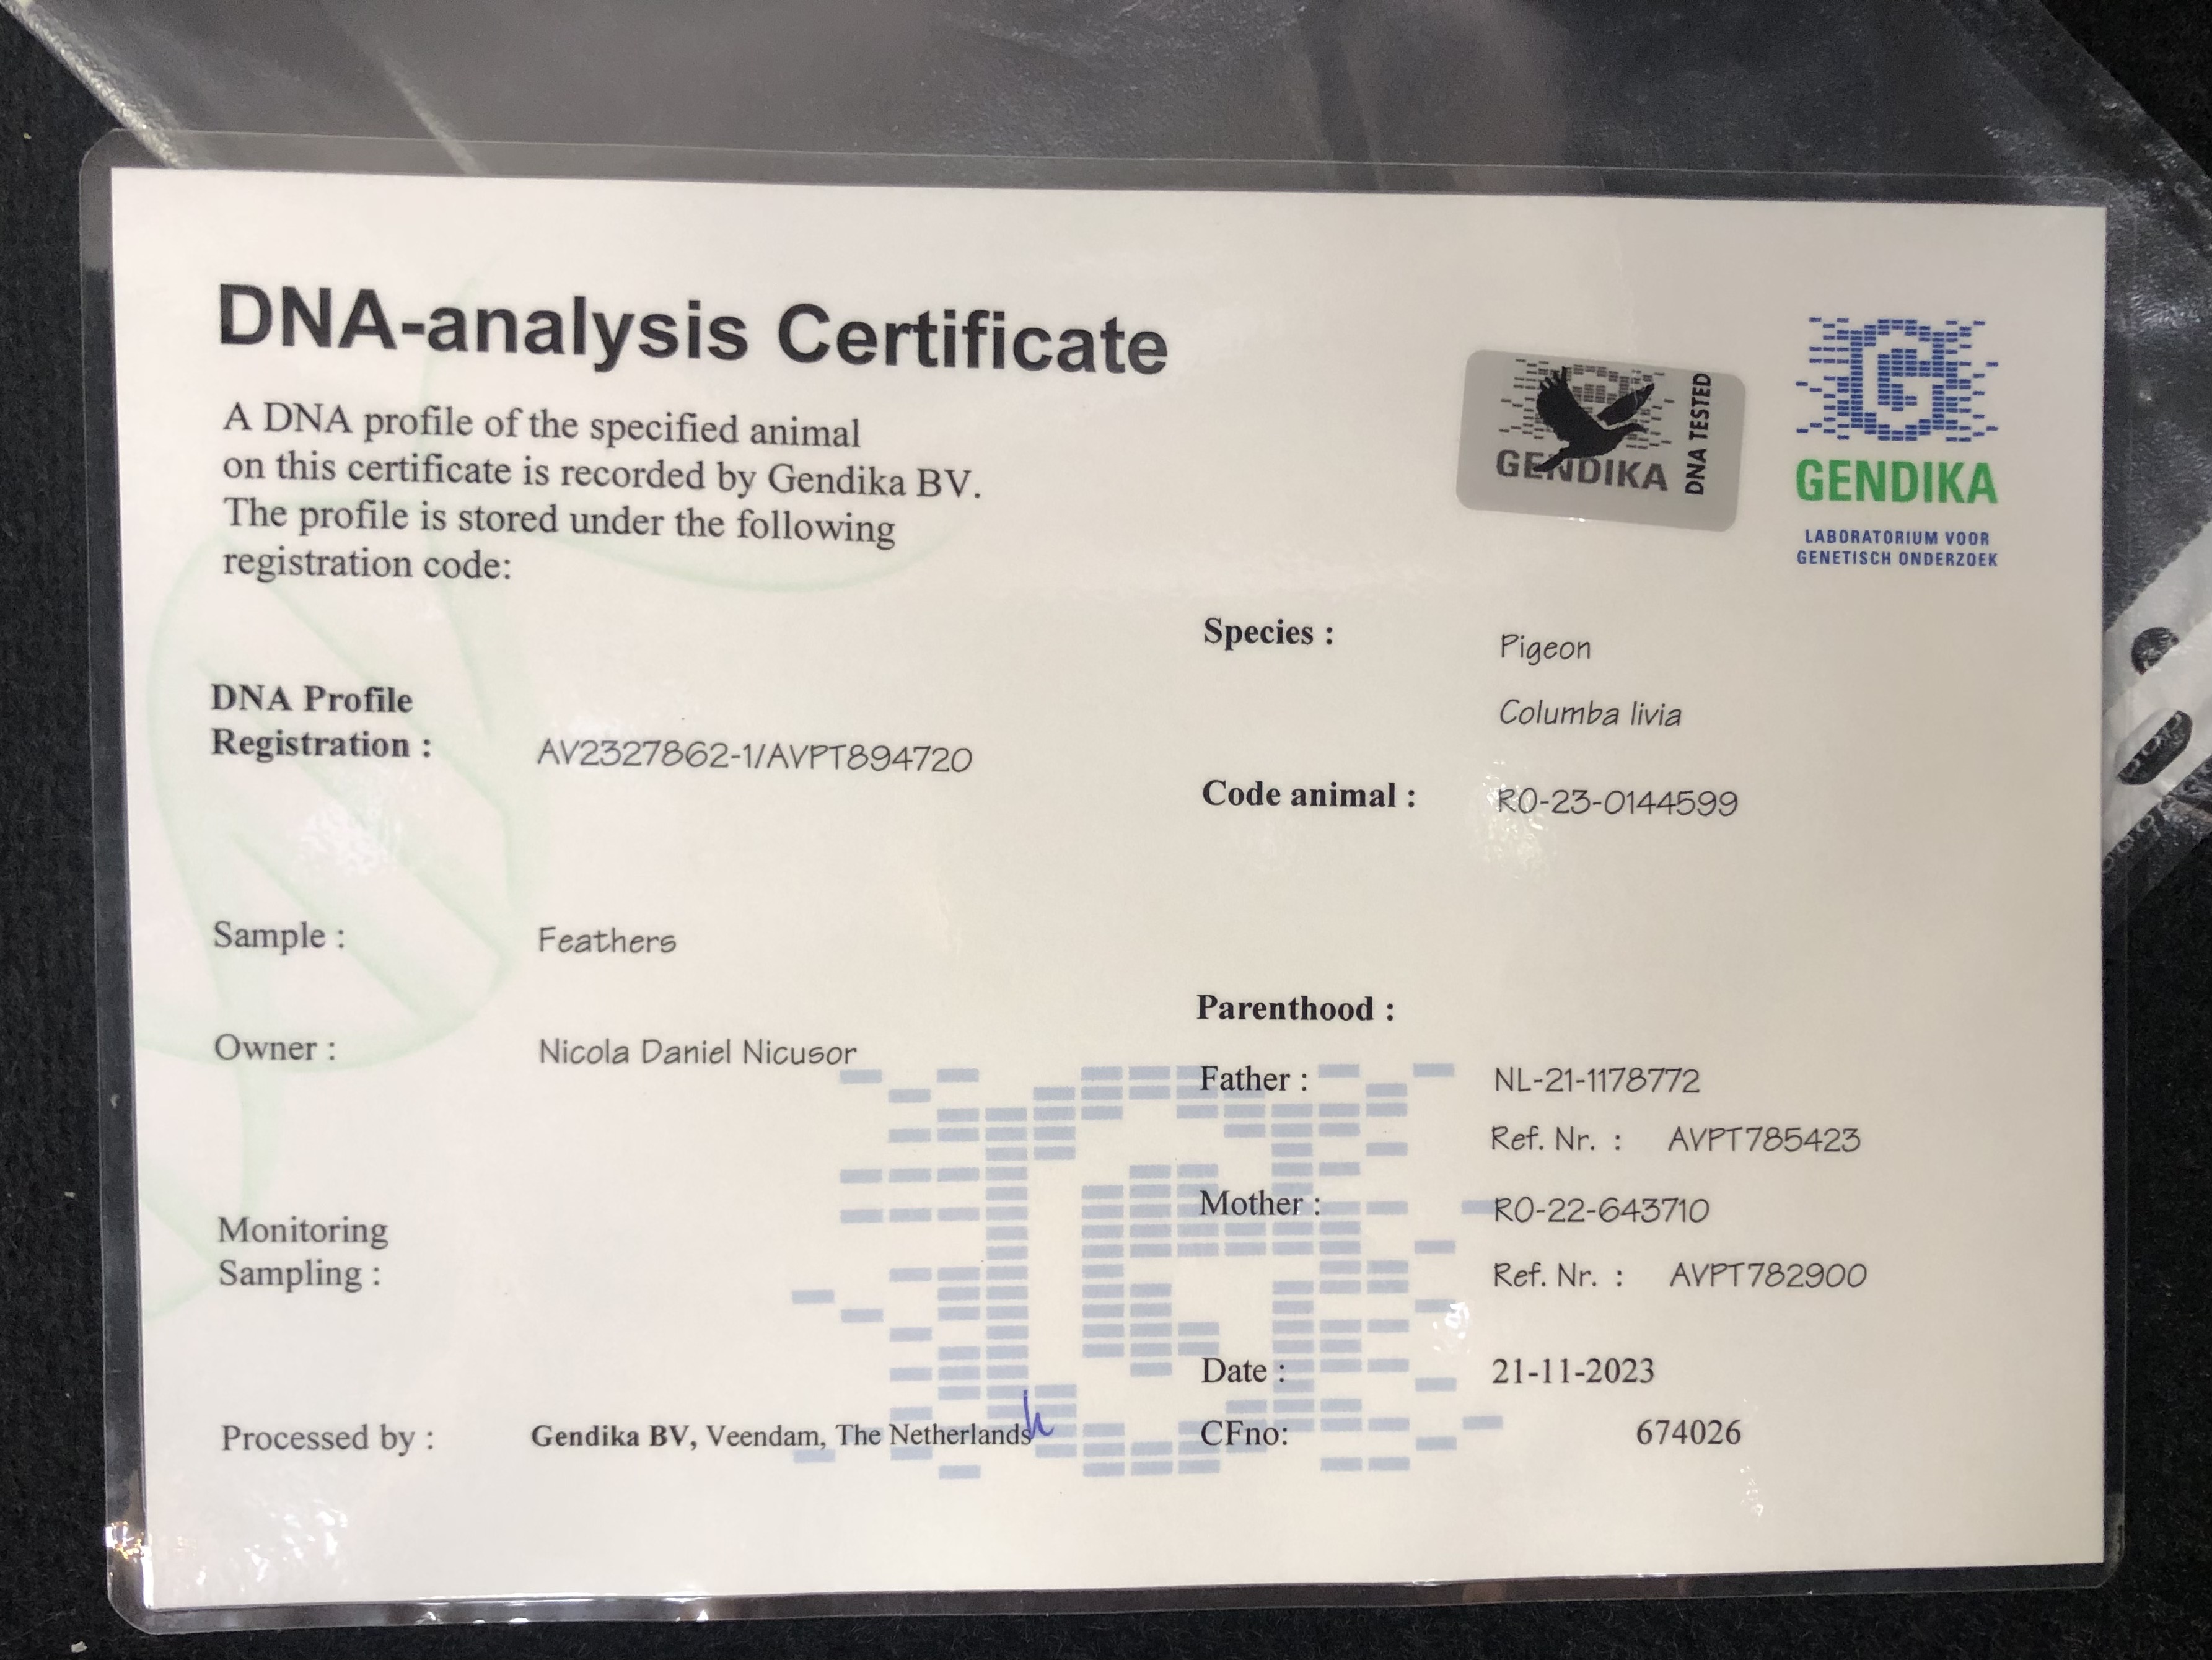 DNA-analysis Certificate
A DNA profile of the specified animal
on this certificate is recorded by Gendika BV.
The profile is stored under the following
registration code:
GENDIKA
DNA TESTED
GENDIKA
LABORATORIUM VOOR
GENETISCH ONDERZOEK
DNA Profile
Registration : AV2327862-1/AVPT894720
Sample : Feathers
Owner : Nicola Daniel Nicusor
Monitoring
Sampling :
Processed by : Gendika BV, Veendam, The Netherlands
Species : Pigeon
Columba livia
Code animal : RO-23-0144599
Parenthood :
Father : NL-21-1178772
Ref. Nr. : AVPT785423
Mother : RO-22-643710
Ref. Nr. : AVPT782900
Date : 21-11-2023
CFno: 674026